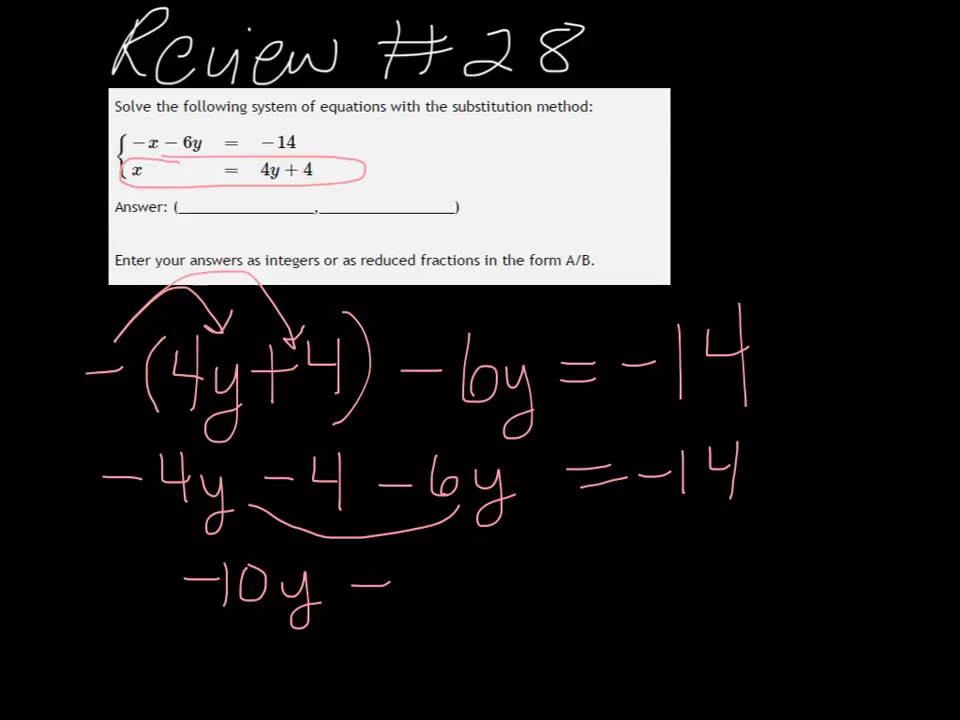 Review #28
Solve the following system of equations with the substitution method:
{ −x − 6y = −14
x = 4y + 4
Answer: (____________,____________)
Enter your answers as integers or as reduced fractions in the form A/B.
-(4y+4) - 6y = -14
-4y - 4 - 6y = -14
-10y -